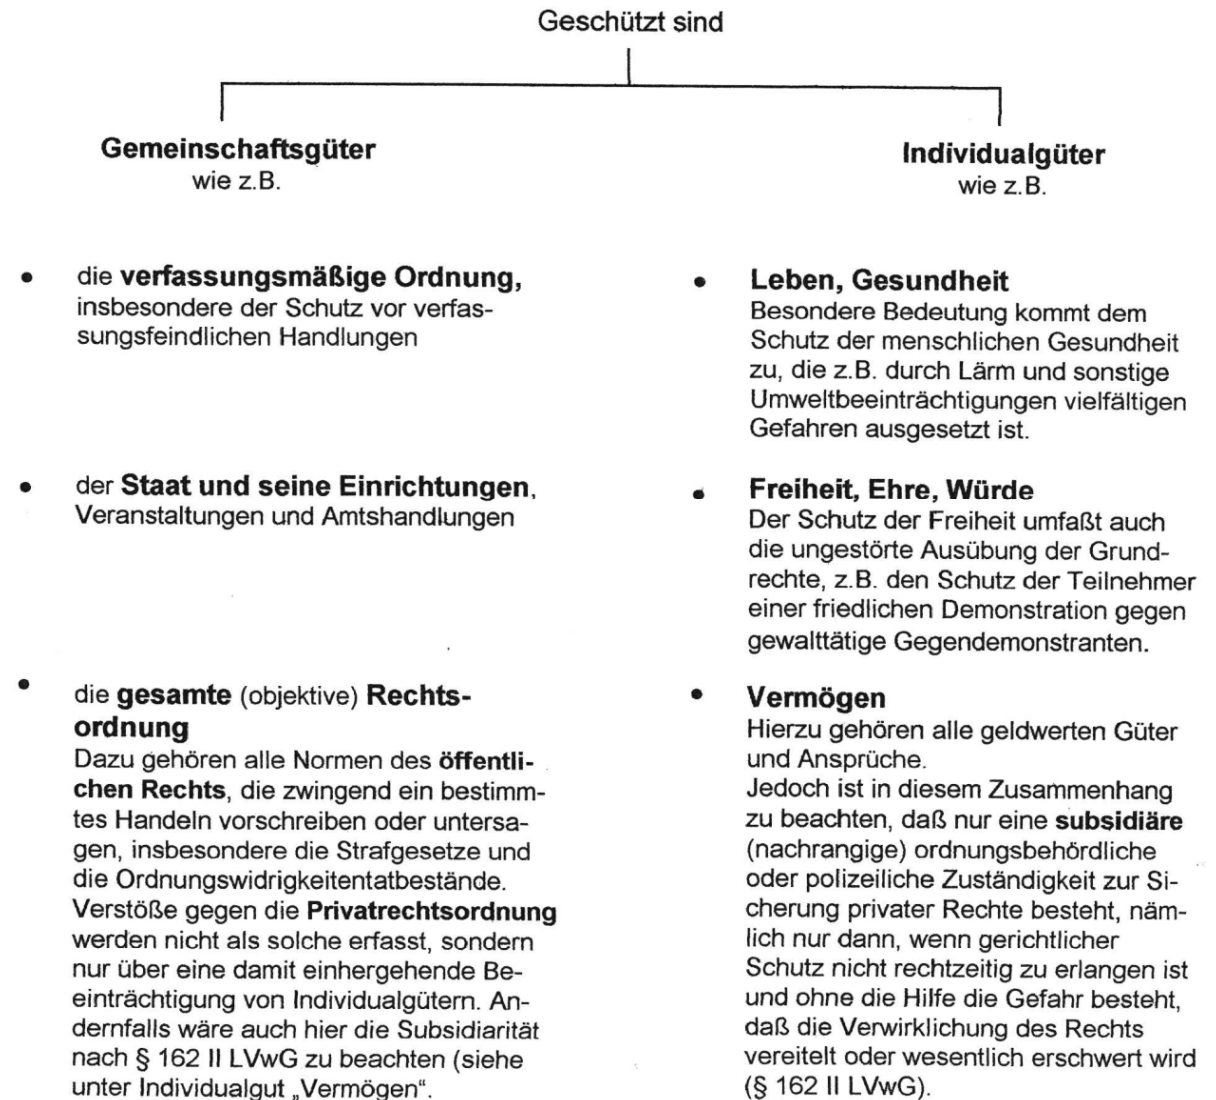 Geschützt sind
Gemeinschaftsgüter
wie z.B.
• die verfassungsmäßige Ordnung,
insbesondere der Schutz vor verfas-
sungsfeindlichen Handlungen
• der Staat und seine Einrichtungen,
Veranstaltungen und Amtshandlungen
• die gesamte (objektive) Rechts-
ordnung
Dazu gehören alle Normen des öffentli-
chen Rechts, die zwingend ein bestimm-
tes Handeln vorschreiben oder untersa-
gen, insbesondere die Strafgesetze und
die Ordnungswidrigkeitentatbestände.
Verstöße gegen die Privatrechtsordnung
werden nicht als solche erfasst, sondern
nur über eine damit einhergehende Be-
einträchtigung von Individualgütern. An-
dernfalls wäre auch hier die Subsidiarität
nach § 162 II LVwG zu beachten (siehe
unter Individualgut „Vermögen“.
Individualgüter
wie z.B.
• Leben, Gesundheit
Besondere Bedeutung kommt dem
Schutz der menschlichen Gesundheit
zu, die z.B. durch Lärm und sonstige
Umweltbeeinträchtigungen vielfältigen
Gefahren ausgesetzt ist.
• Freiheit, Ehre, Würde
Der Schutz der Freiheit umfaßt auch
die ungestörte Ausübung der Grund-
rechte, z.B. den Schutz der Teilnehmer
einer friedlichen Demonstration gegen
gewalttätige Gegendemonstranten.
• Vermögen
Hierzu gehören alle geldwerten Güter
und Ansprüche.
Jedoch ist in diesem Zusammenhang
zu beachten, daß nur eine subsidiäre
(nachrangige) ordnungsbehördliche
oder polizeiliche Zuständigkeit zur Si-
cherung privater Rechte besteht, näm-
lich nur dann, wenn gerichtlicher
Schutz nicht rechtzeitig zu erlangen ist
und ohne die Hilfe die Gefahr besteht,
daß die Verwirklichung des Rechts
vereitelt oder wesentlich erschwert wird
(§ 162 II LVwG).